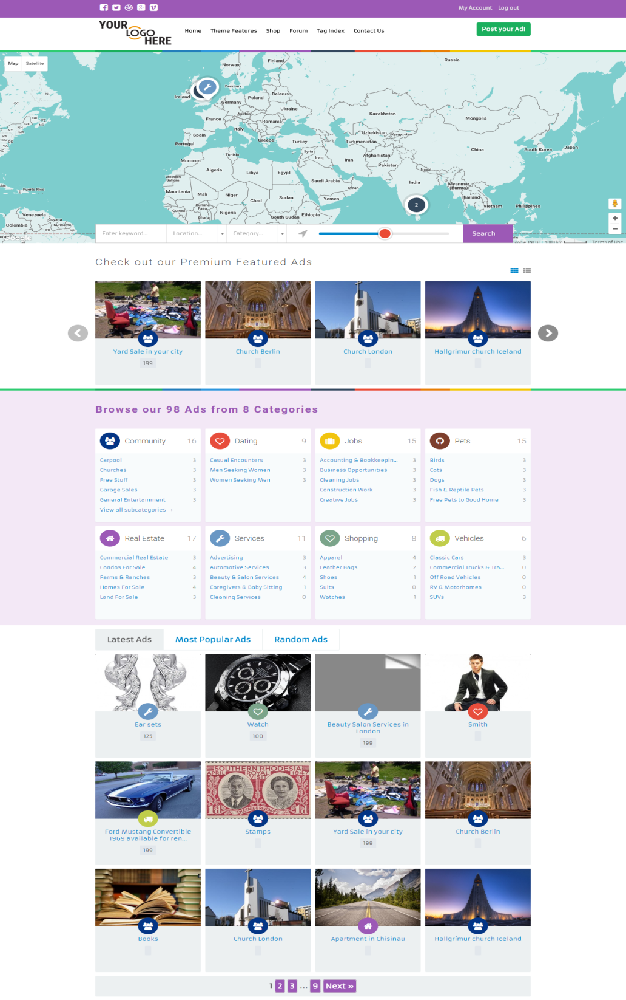 My Account Log out
YOUR
LOGO
HERE
Home Theme Features Shop Forum Tag Index Contact Us
Post your Ad!
Map Satellite
Finland
Norway
Russia
Denmark
Ireland
Belarus
Poland
Germany
Ukraine
Austria
France
Romania
Kazakhstan
Mongolia
Italy
Spain
Uzbekistan
Kyrgyzstan
Greece
Turkey
Turkmenistan
Portugal
China
South Korea
Japan
Syria
Tunisia
Afghanistan
Iraq
Iran
Morocco
Pakistan
Algeria
Libya
Egypt
Nepal
Western
Sahara
Saudi Arabia
India
Myanmar
(Burma)
Oman
Puerto Rico
Mauritania
Mali
Niger
Chad
Sudan
Yemen
Thailand
Burkina
Faso
2
Vietnam
Philippines
Guinea
Nigeria
Ghana
South Sudan
Ethiopia
Venezuela
Guyana
Suriname
Colombia
Enter keyword... Location... Category... Search
Google
1000 km
Terms of Use
Check out our Premium Featured Ads
Yard Sale in your city Church Berlin Church London Hallgrímur church Iceland
199
Browse our 98 Ads from 8 Categories
Community 16 Dating 9 Jobs 15 Pets 15
Carpool 3 Casual Encounters 3 Accounting & Bookkeepin... 3 Birds 3
Churches 3 Men Seeking Women 3 Business Opportunities 3 Cats 3
Free Stuff 3 Women Seeking Men 3 Cleaning Jobs 3 Dogs 3
Garage Sales 3 Construction Work 3 Fish & Reptile Pets 3
General Entertainment 3 Creative Jobs 3 Free Pets to Good Home 3
View all subcategories →
Real Estate 17 Services 11 Shopping 8 Vehicles 6
Commercial Real Estate 3 Advertising 3 Apparel 4 Classic Cars 3
Condos For Sale 4 Automotive Services 3 Leather Bags 2 Commercial Trucks & Tra... 0
Farms & Ranches 3 Beauty & Salon Services 4 Shoes 1 Off Road Vehicles 0
Homes For Sale 4 Caregivers & Baby Sitting 1 Suits 0 RV & Motorhomes 0
Land For Sale 3 Cleaning Services 0 Watches 1 SUVs 3
Latest Ads Most Popular Ads Random Ads
Ear sets Watch Beauty Salon Services in London Smith
125 100 199
SOUTHERN RHODESIA
APRIL ROYAL 1947
VISIT
1d 1d
POSTAGE & REVENUE
Ford Mustang Convertible Stamps Yard Sale in your city Church Berlin
1969 available for ren...
199 199
Books Church London Apartment in Chisinau Hallgrímur church Iceland
1 2 3 ... 9 Next »